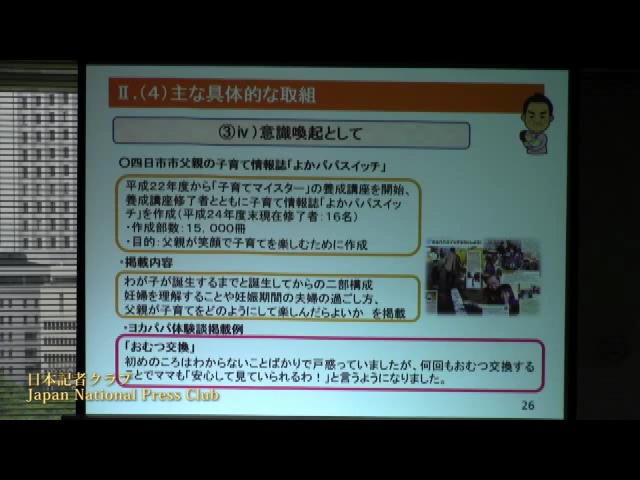 Ⅱ.(4)主な具体的な取組
③ⅳ)意識喚起として
○四日市市父親の子育て情報誌「よかパパスイッチ」
平成22年度から「子育てマイスター」の養成講座を開始、
養成講座修了者とともに子育て情報誌「よかパパスイッ
チ」を作成(平成24年度末現在修了者:16名)
・作成部数:15,000冊
・目的:父親が笑顔で子育てを楽しむために作成
・掲載内容
わが子が誕生するまでと誕生してからの二部構成
妊婦を理解することや妊娠期間の夫婦の過ごし方、
父親が子育てをどのようにして楽しんだらよいか を掲載
・ヨカパパ体験談掲載例
「おむつ交換」
初めのころはわからないことばかりで戸惑っていましたが、何回もおむつ交換する
ことでママも「安心して見ていられるわ!」と言うようになりました。
26
日本記者クラブ
Japan National Press Club